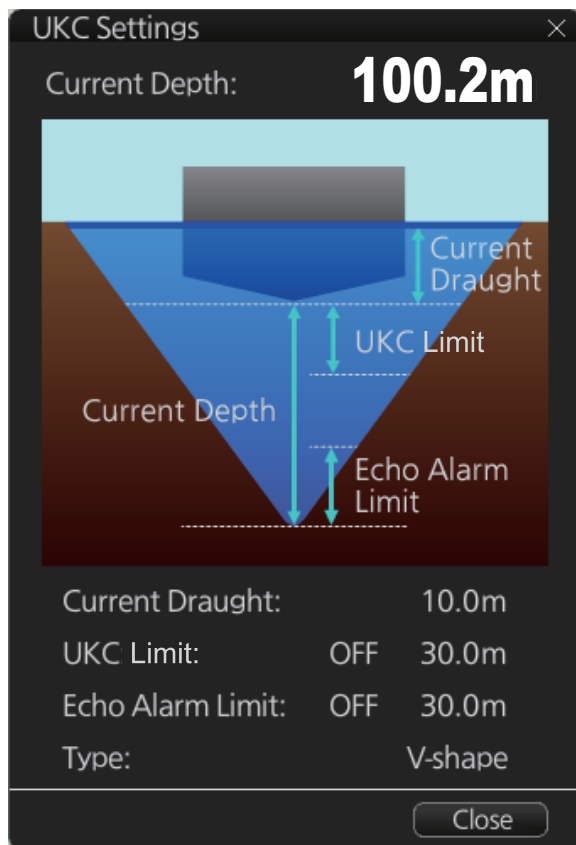 UKC Settings
Current Depth: 100.2m
Current
Draught
UKC Limit
Current Depth
Echo Alarm
Limit
Current Draught: 10.0m
UKC Limit: OFF 30.0m
Echo Alarm Limit: OFF 30.0m
Type: V-shape
Close